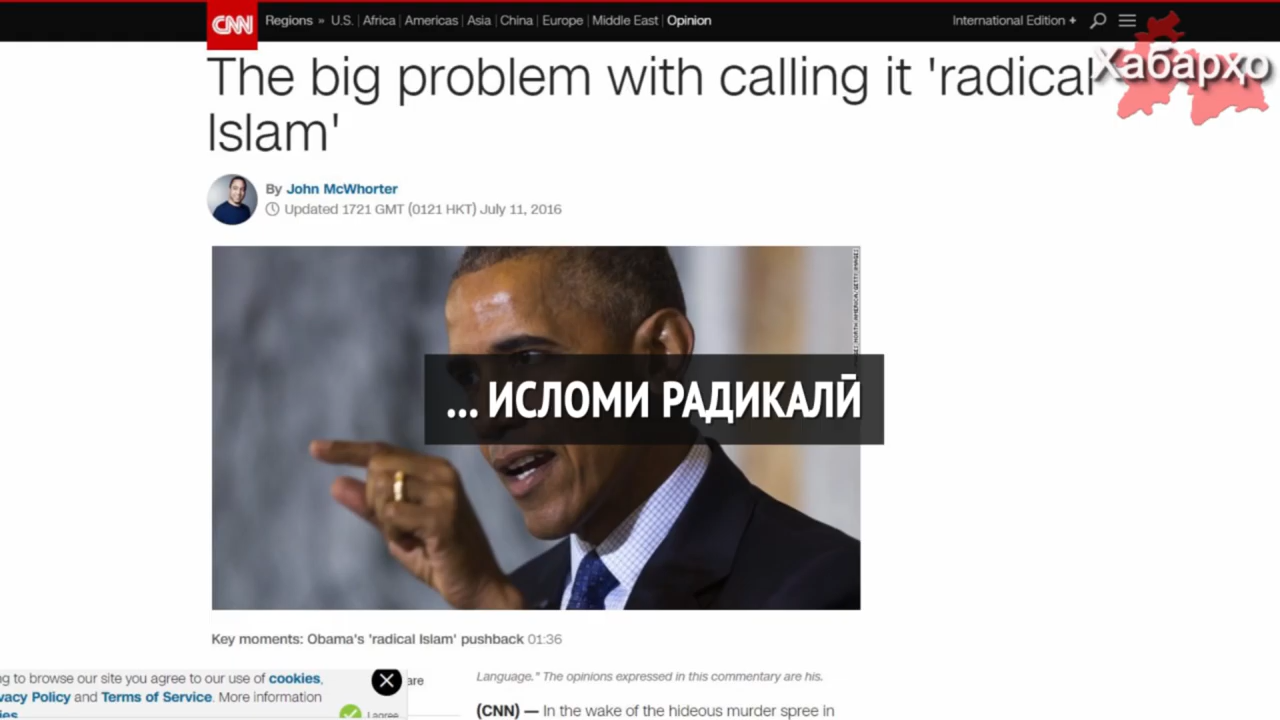 CNN
Regions » U.S. | Africa | Americas | Asia | China | Europe | Middle East | Opinion
International Edition +
Хабарҳо
The big problem with calling it 'radical
Islam'
By John McWhorter
Updated 1721 GMT (0121 HKT) July 11, 2016
... ИСЛОМИ РАДИКАЛӢ
Key moments: Obama's 'radical Islam' pushback 01:36
ng to browse our site you agree to our use of cookies,
vacy Policy and Terms of Service. More information
ies.
I agree
are
Language." The opinions expressed in this commentary are his.
(CNN) — In the wake of the hideous murder spree in